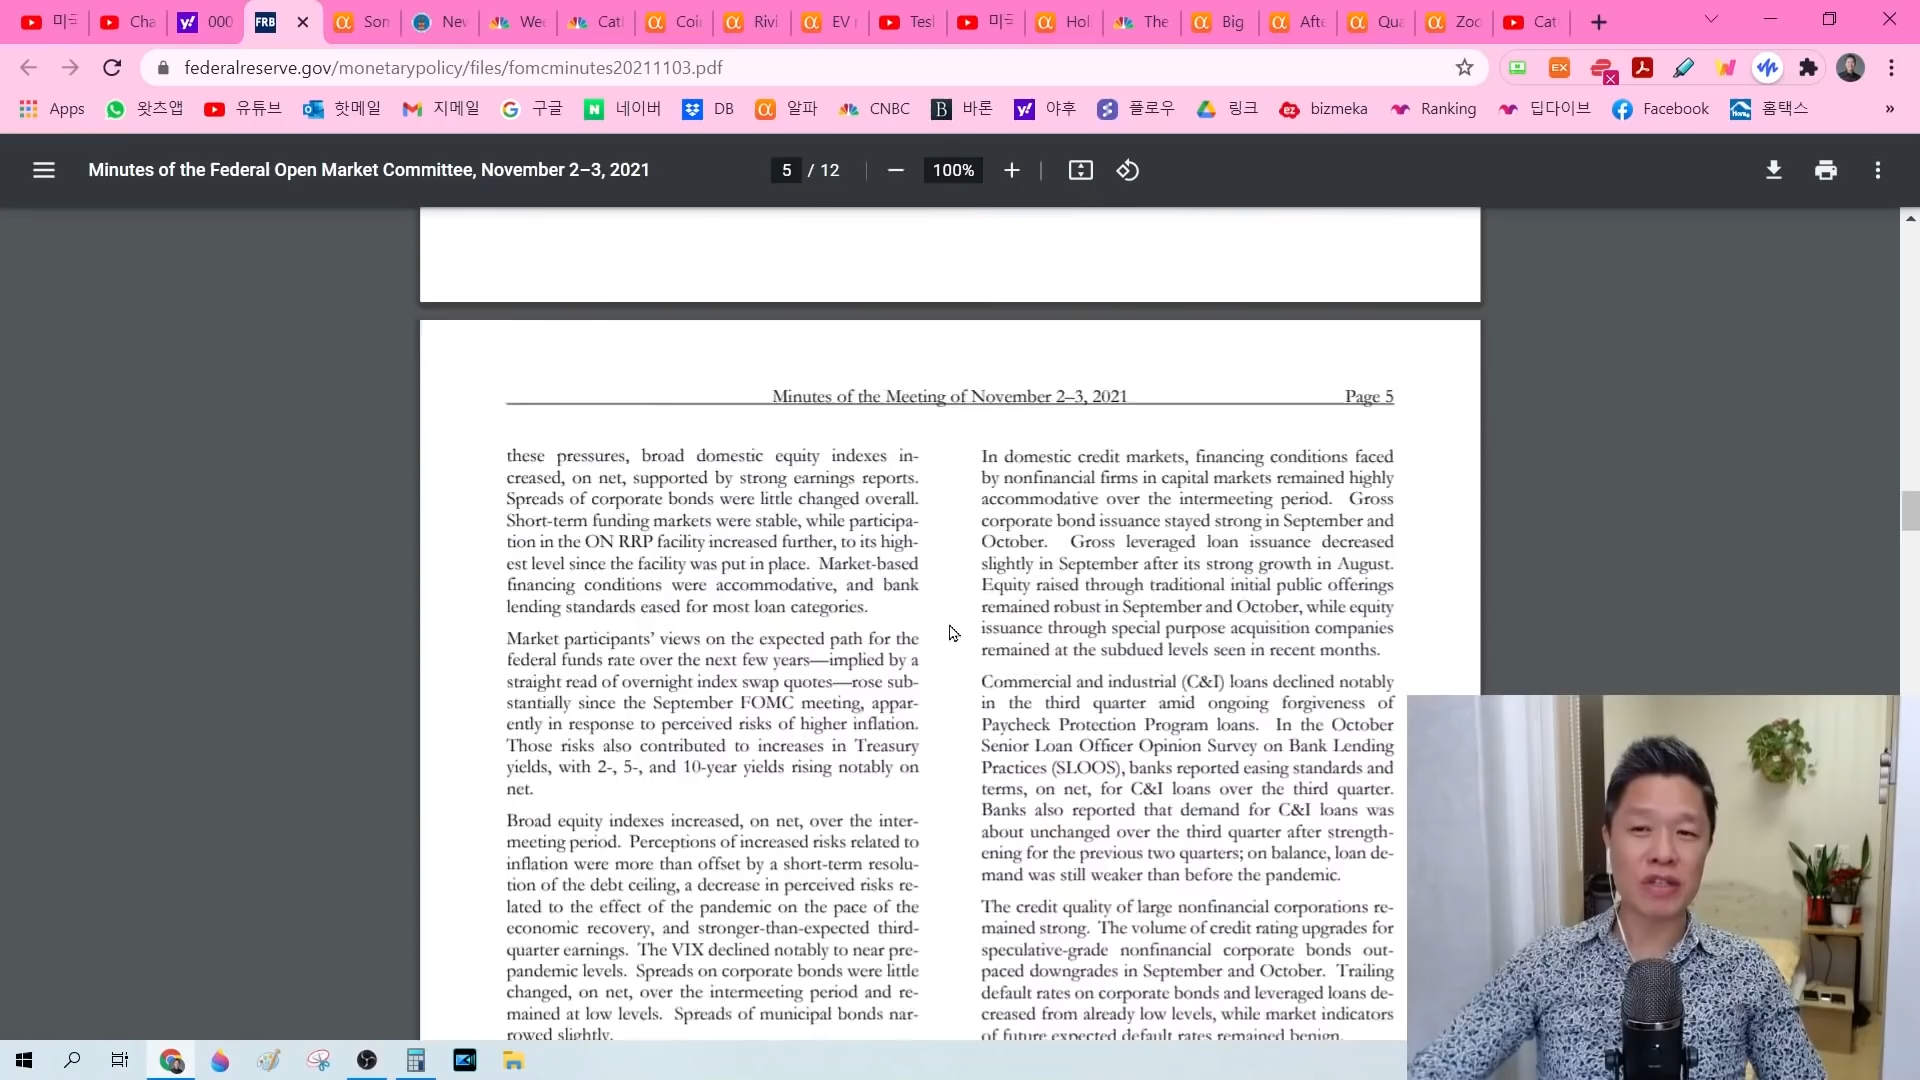 미국
Cha
000
FRB
Son
Nev
Wee
Cath
Coi
Rivi
EV r
Tesl
미국
Hol
The
Big
Afte
Qua
Zoo
Cat
federalreserve.gov/monetarypolicy/files/fomcminutes20211103.pdf
Apps 왓츠앱 유튜브 핫메일 지메일 구글 네이버 DB 알파 CNBC 바론 야후 플로우 링크 bizmeka Ranking 딥다이브 Facebook 홈택스 »
Minutes of the Federal Open Market Committee, November 2–3, 2021
5 / 12
100%
Minutes of the Meeting of November 2–3, 2021 Page 5
these pressures, broad domestic equity indexes in-
creased, on net, supported by strong earnings reports.
Spreads of corporate bonds were little changed overall.
Short-term funding markets were stable, while participa-
tion in the ON RRP facility increased further, to its high-
est level since the facility was put in place. Market-based
financing conditions were accommodative, and bank
lending standards eased for most loan categories.
Market participants’ views on the expected path for the
federal funds rate over the next few years—implied by a
straight read of overnight index swap quotes—rose sub-
stantially since the September FOMC meeting, appar-
ently in response to perceived risks of higher inflation.
Those risks also contributed to increases in Treasury
yields, with 2-, 5-, and 10-year yields rising notably on
net.
Broad equity indexes increased, on net, over the inter-
meeting period. Perceptions of increased risks related to
inflation were more than offset by a short-term resolu-
tion of the debt ceiling, a decrease in perceived risks re-
lated to the effect of the pandemic on the pace of the
economic recovery, and stronger-than-expected third-
quarter earnings. The VIX declined notably to near pre-
pandemic levels. Spreads on corporate bonds were little
changed, on net, over the intermeeting period and re-
mained at low levels. Spreads of municipal bonds nar-
rowed slightly.
In domestic credit markets, financing conditions faced
by nonfinancial firms in capital markets remained highly
accommodative over the intermeeting period. Gross
corporate bond issuance stayed strong in September and
October. Gross leveraged loan issuance decreased
slightly in September after its strong growth in August.
Equity raised through traditional initial public offerings
remained robust in September and October, while equity
issuance through special purpose acquisition companies
remained at the subdued levels seen in recent months.
Commercial and industrial (C&I) loans declined notably
in the third quarter amid ongoing forgiveness of
Paycheck Protection Program loans. In the October
Senior Loan Officer Opinion Survey on Bank Lending
Practices (SLOOS), banks reported easing standards and
terms, on net, for C&I loans over the third quarter.
Banks also reported that demand for C&I loans was
about unchanged over the third quarter after strength-
ening for the previous two quarters; on balance, loan de-
mand was still weaker than before the pandemic.
The credit quality of large nonfinancial corporations re-
mained strong. The volume of credit rating upgrades for
speculative-grade nonfinancial corporate bonds out-
paced downgrades in September and October. Trailing
default rates on corporate bonds and leveraged loans de-
creased from already low levels, while market indicators
of future expected default rates remained benign.